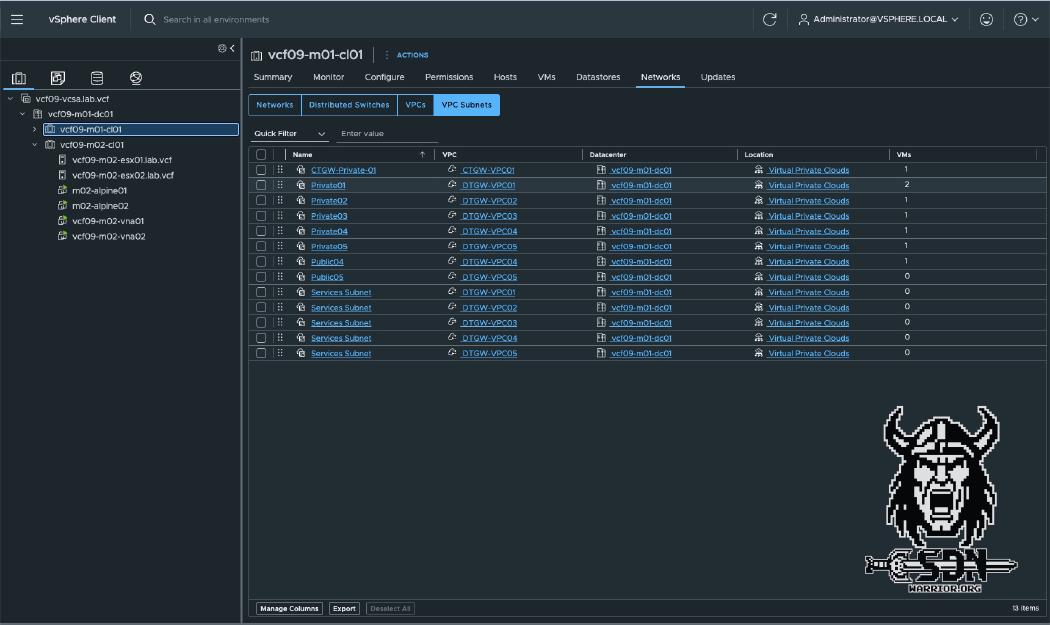 vSphere Client
Search in all environments
Administrator@VSPHERE.LOCAL
vcf09-vcsa.lab.vcf
vcf09-m01-dc01
vcf09-m01-cl01
vcf09-m02-cl01
vcf09-m02-esx01.lab.vcf
vcf09-m02-esx02.lab.vcf
m02-alpine01
m02-alpine02
vcf09-m02-vna01
vcf09-m02-vna02
vcf09-m01-cl01 ACTIONS
Summary Monitor Configure Permissions Hosts VMs Datastores Networks Updates
Networks Distributed Switches VPCs VPC Subnets
Quick Filter Enter value
Name VPC Datacenter Location VMs
CTGW-Private-01 CTGW-VPC01 vcf09-m01-dc01 Virtual Private Clouds 1
Private01 DTGW-VPC01 vcf09-m01-dc01 Virtual Private Clouds 2
Private02 DTGW-VPC02 vcf09-m01-dc01 Virtual Private Clouds 1
Private03 DTGW-VPC03 vcf09-m01-dc01 Virtual Private Clouds 1
Private04 DTGW-VPC04 vcf09-m01-dc01 Virtual Private Clouds 1
Private05 DTGW-VPC05 vcf09-m01-dc01 Virtual Private Clouds 1
Public04 DTGW-VPC04 vcf09-m01-dc01 Virtual Private Clouds 1
Public05 DTGW-VPC05 vcf09-m01-dc01 Virtual Private Clouds 0
Services Subnet DTGW-VPC01 vcf09-m01-dc01 Virtual Private Clouds 0
Services Subnet DTGW-VPC02 vcf09-m01-dc01 Virtual Private Clouds 0
Services Subnet DTGW-VPC03 vcf09-m01-dc01 Virtual Private Clouds 0
Services Subnet DTGW-VPC04 vcf09-m01-dc01 Virtual Private Clouds 0
Services Subnet DTGW-VPC05 vcf09-m01-dc01 Virtual Private Clouds 0
SDN
WARRIOR.ORG
Manage Columns Export Deselect All 13 items